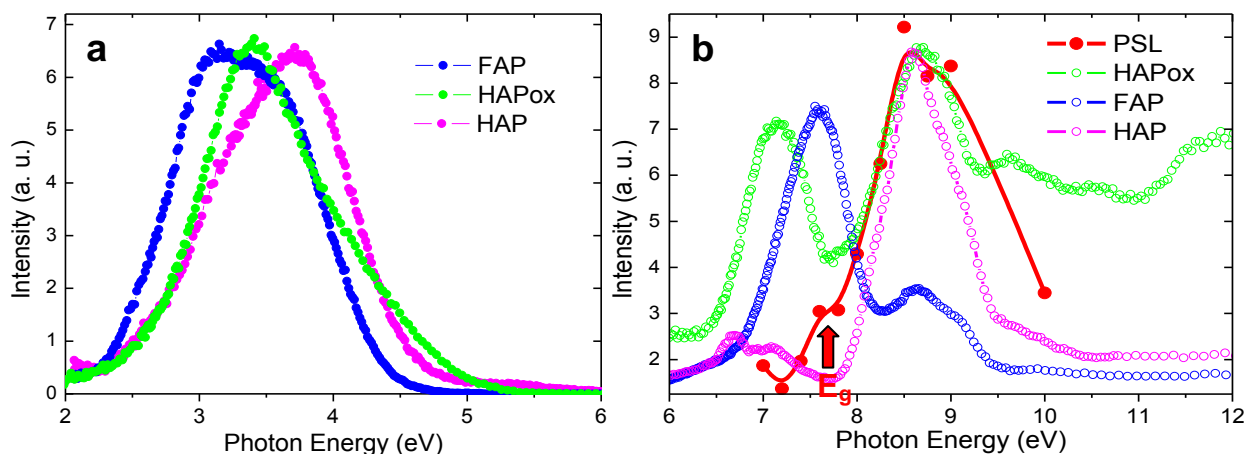 a
FAP
HAPox
HAP
Intensity (a. u.)
7
6
5
4
3
2
1
0
2 3 4 5 6
Photon Energy (eV)
b
PSL
HAPox
FAP
HAP
Intensity (a. u.)
9
8
7
6
5
4
3
2
Eg
6 7 8 9 10 11 12
Photon Energy (eV)